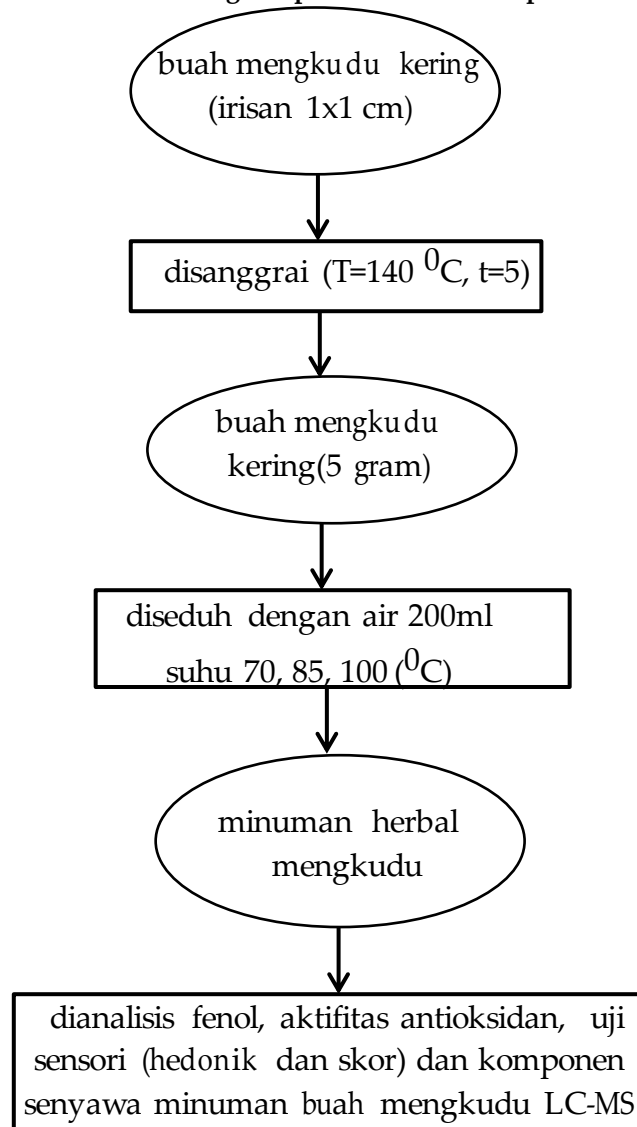 buah mengkudu kering
(irisan 1x1 cm)
disanggrai (T=140 ⁰C, t=5)
buah mengkudu
kering(5 gram)
diseduh dengan air 200ml
suhu 70, 85, 100 (⁰C)
minuman herbal
mengkudu
dianalisis fenol, aktifitas antioksidan, uji
sensori (hedonik dan skor) dan komponen
senyawa minuman buah mengkudu LC-MS